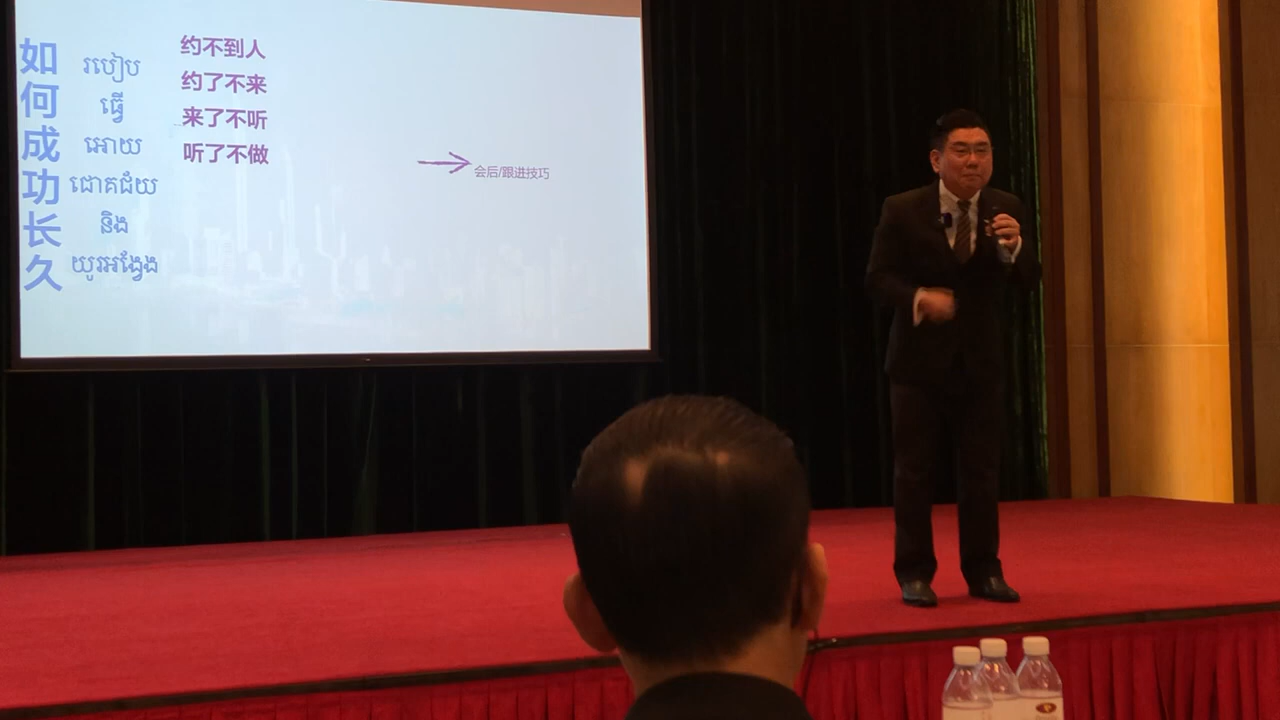 如何成功长久
របៀប
ធ្វើ
អោយ
ជោគជ័យ
និង
យូរអង្វែង
约不到人
约了不来
来了不听
听了不做
会后/跟进技巧